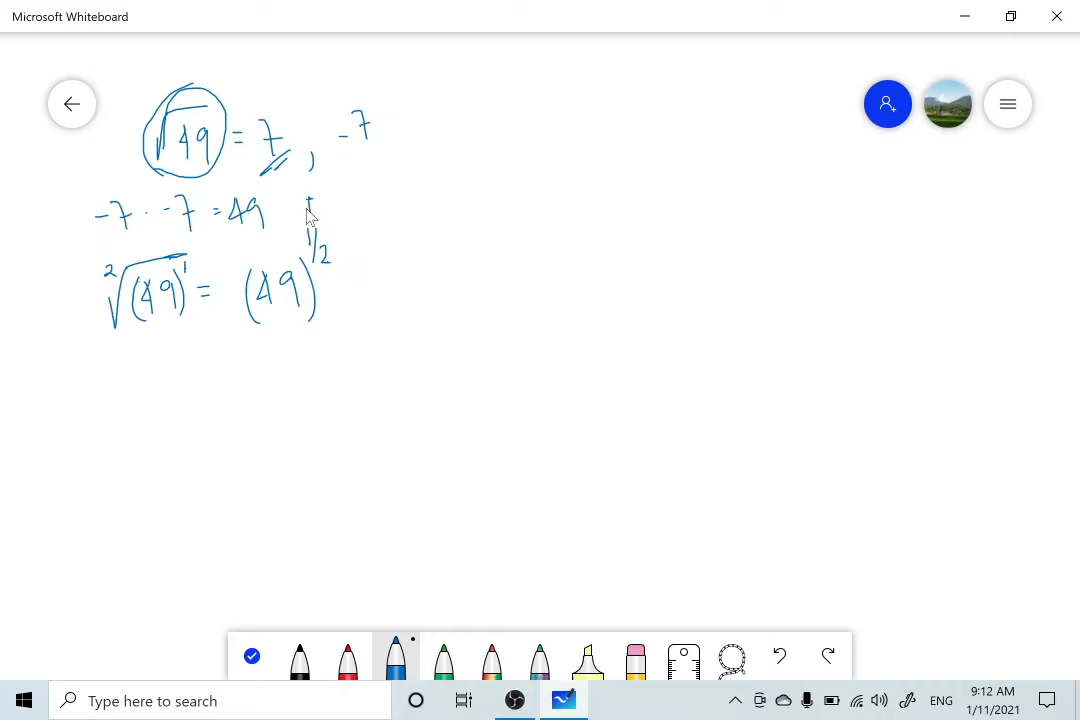 Microsoft Whiteboard
√49 = 7 , -7
-7 · -7 = 49
²√(49)¹ = (49)^1/2
Type here to search
ENG
9:12 AM
1/11/2021